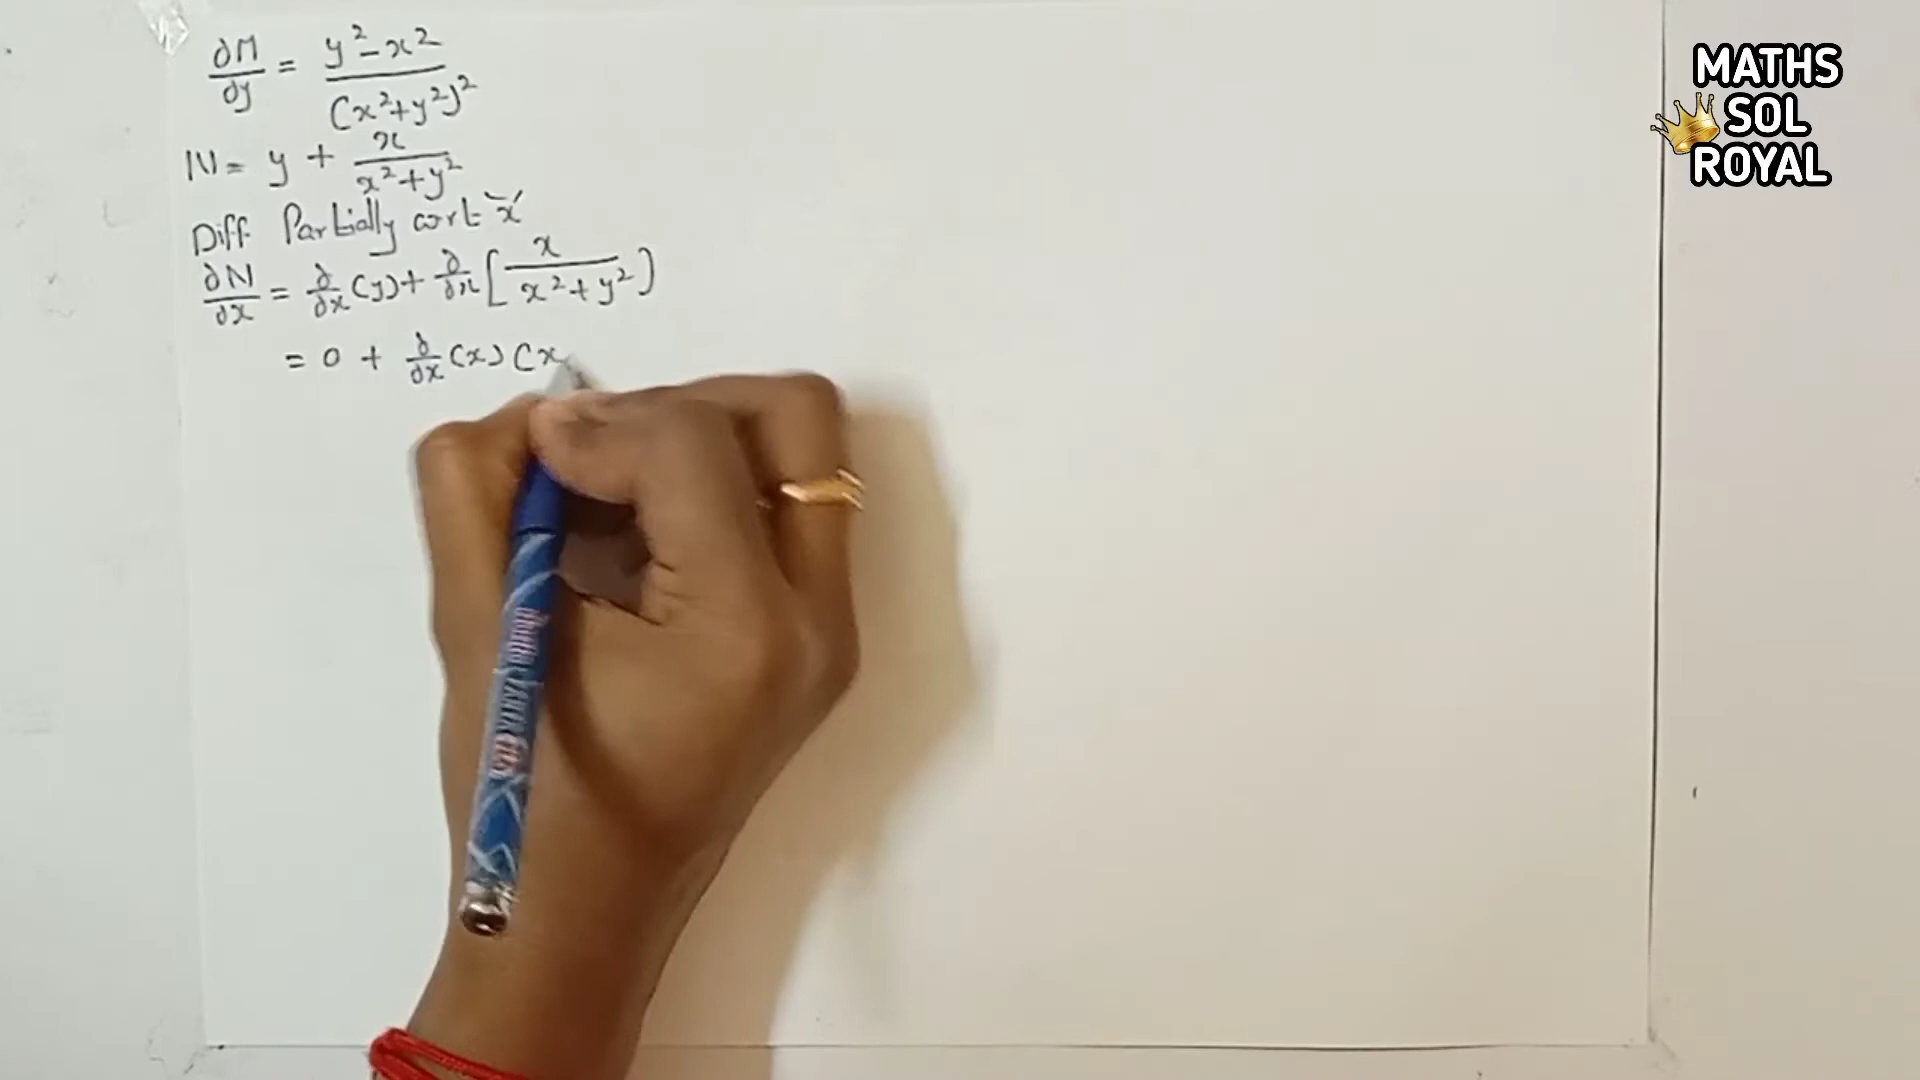 ∂M/∂y = y²-x²/(x²+y²)²
N = y + x/x²+y²
Diff Partially w.r.t 'x'
∂N/∂x = ∂/∂x (y) + ∂/∂x [x/x²+y²]
= 0 + ∂/∂x (x) (x
MATHS
SOL
ROYAL